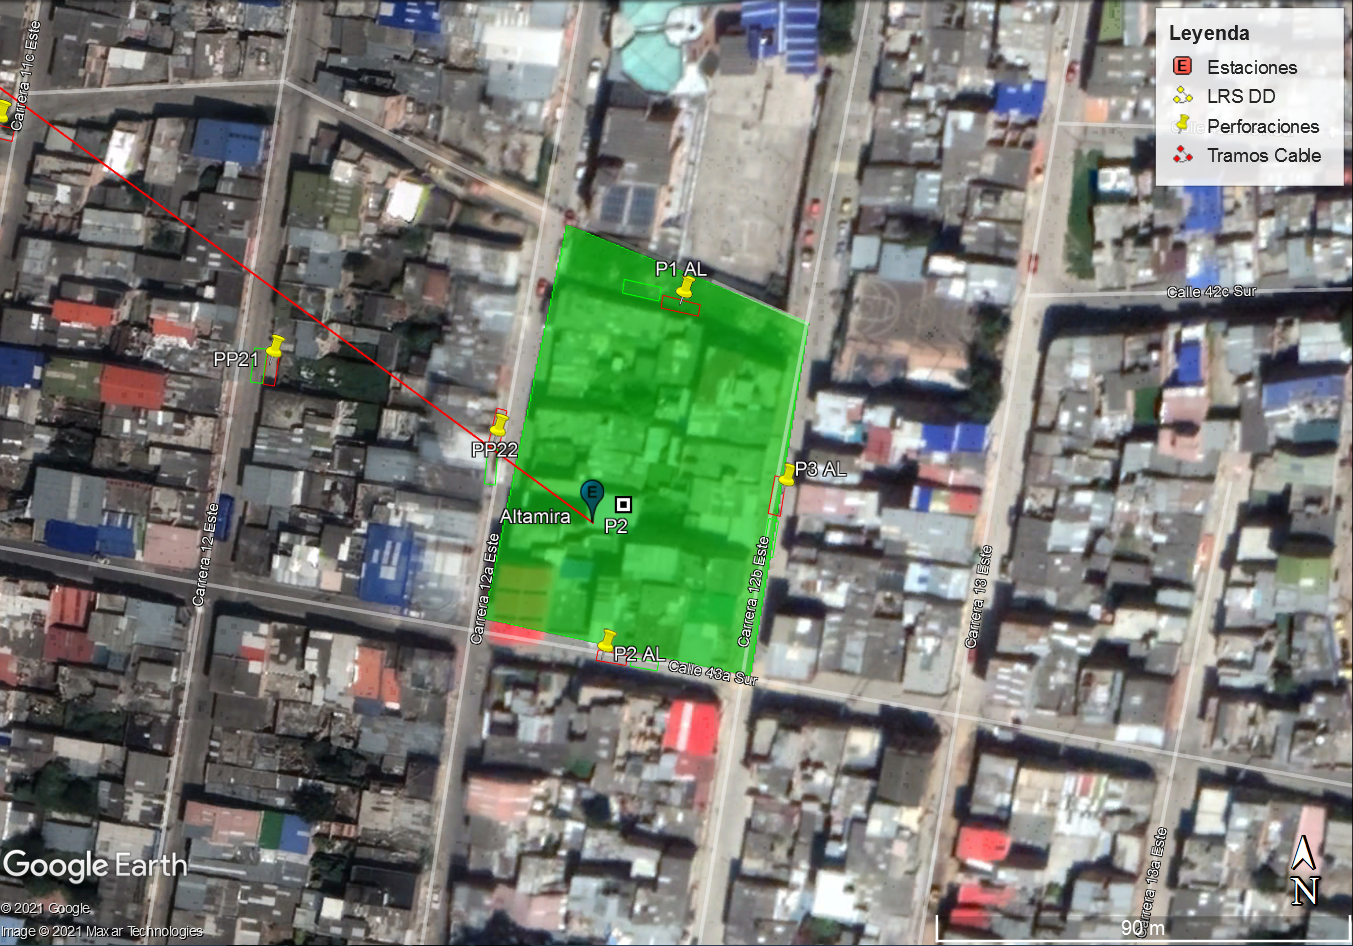 Leyenda
Estaciones
LRS DD
Perforaciones
Tramos Cable
Carrera 11c Este
P1 AL
Calle 42c Sur
PP21
PP22
P3 AL
Altamira
E
P2
Carrera 12 Este
Carrera 12a Este
Carrera 12b Este
Carrera 13 Este
P2 AL
Calle 43a Sur
Carrera 13a Este
Google Earth
N
© 2021 Google
Image © 2021 Maxar Technologies
90 m